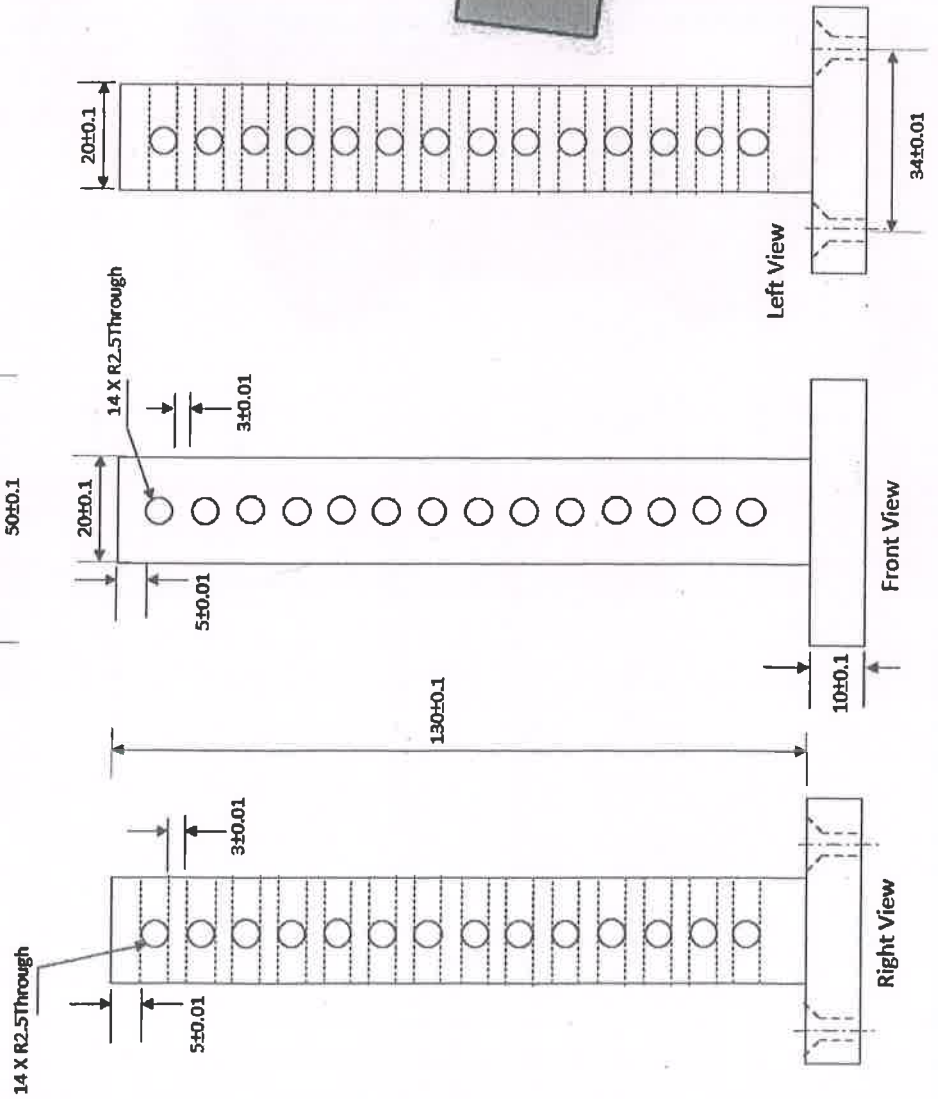 50±0.1
20±0.1
14 X R2.5Through
3±0.01
5±0.01
10±0.1
Front View
20±0.1
34±0.01
Left View
14 X R2.5Through
3±0.01
5±0.01
130±0.1
Right View